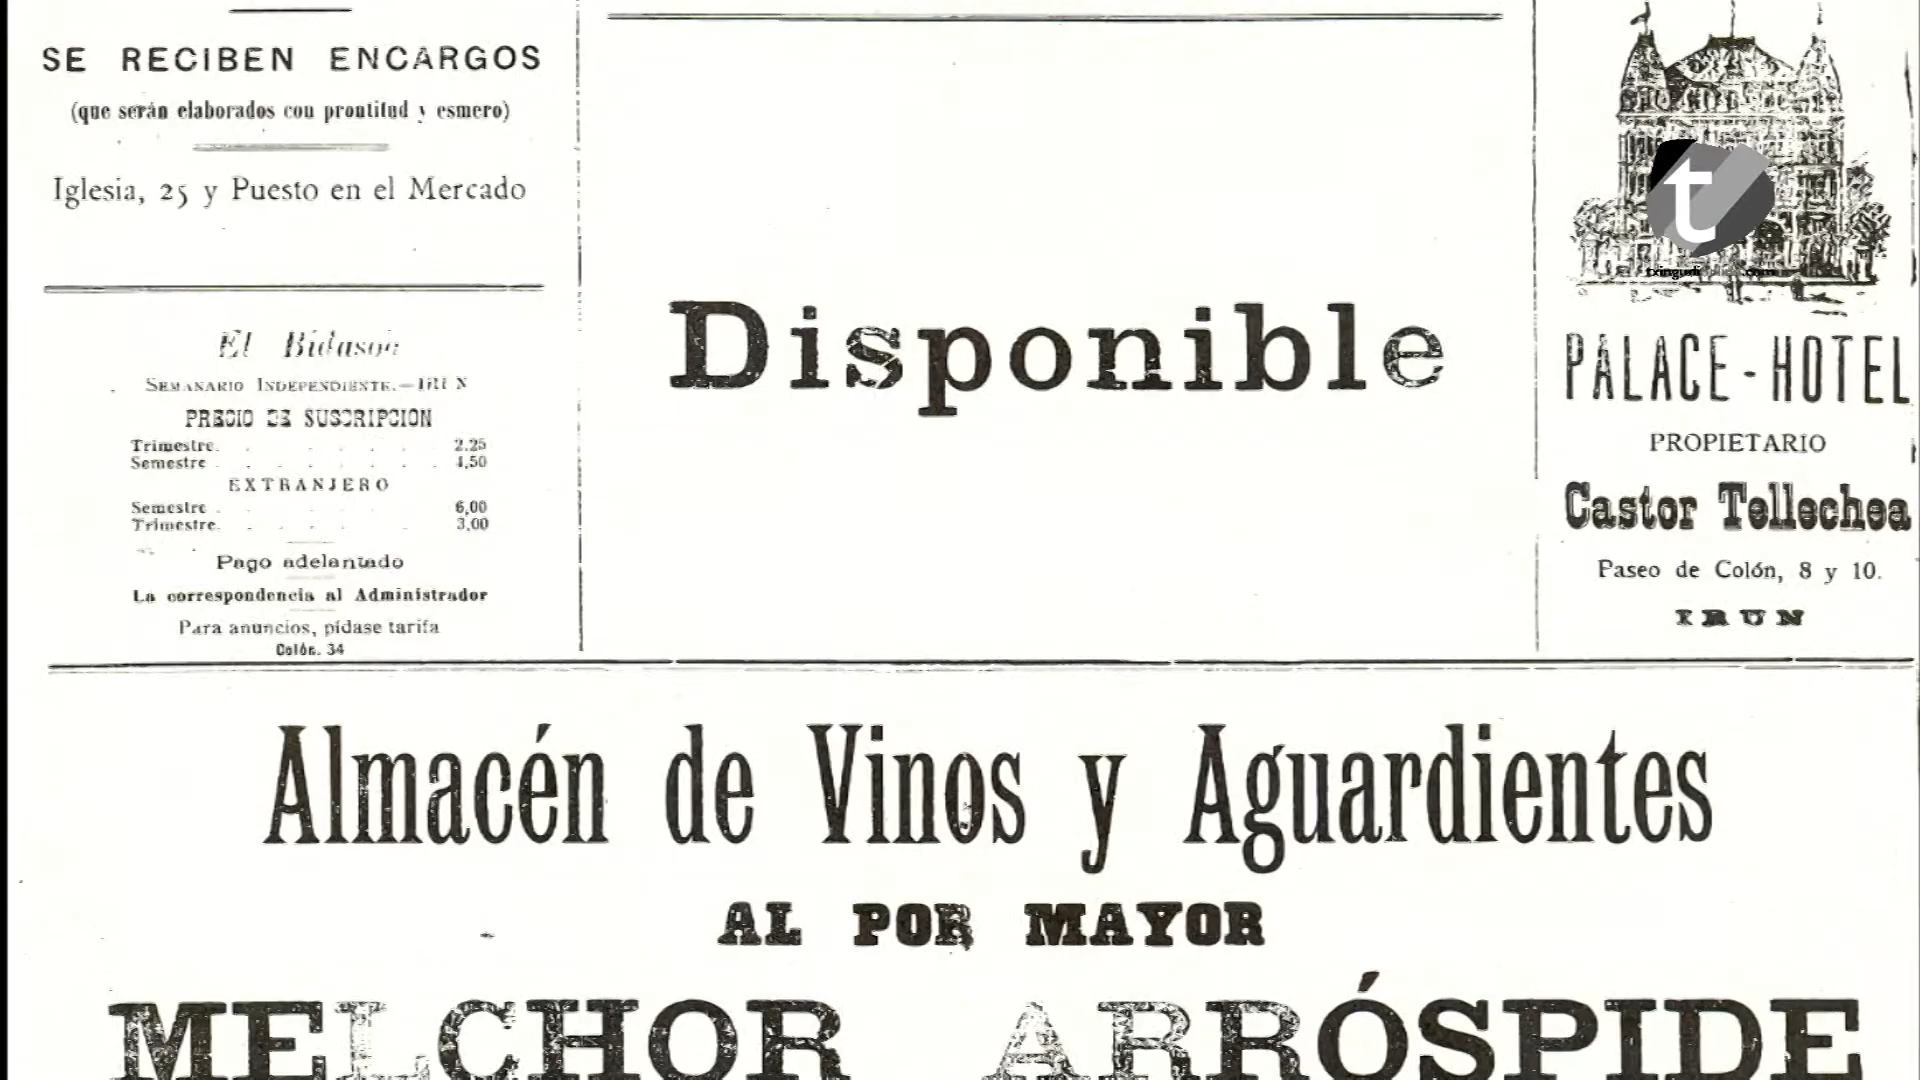 SE RECIBEN ENCARGOS
(que serán elaborados con prontitud y esmero)
Iglesia, 25 y Puesto en el Mercado
El Bidasoa
SEMANARIO INDEPENDIENTE.—IRUN
PRECIO DE SUSCRIPCION
Trimestre. 2.25
Semestre 4,50
EXTRANJERO
Semestre . 6,00
Trimestre. 3,00
Pago adelantado
La correspondencia al Administrador
Para anuncios, pídase tarifa
Colón. 34
Disponible
t
PALACE-HOTEL
PROPIETARIO
Castor Tellechea
Paseo de Colón, 8 y 10.
IRUN
Almacén de Vinos y Aguardientes
AL POR MAYOR
MELCHOR ARRÓSPIDE